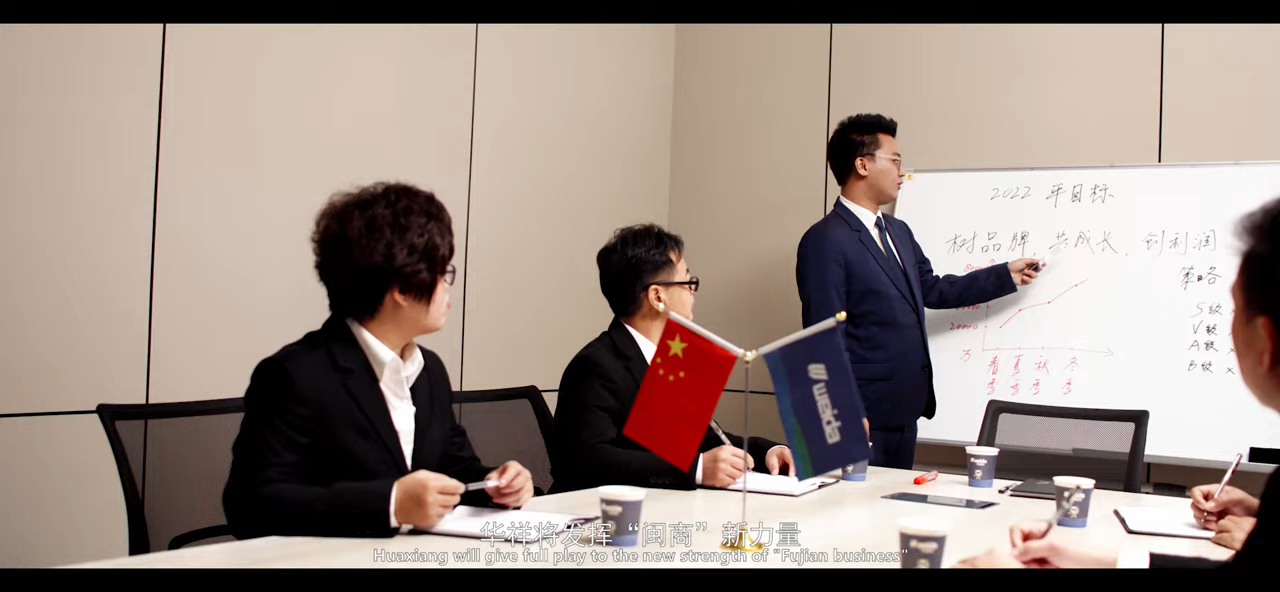 2022 年目标
树品牌, 共成长, 创利润
策略
S级
V级
A级
B级
20000
万
春 夏 秋 冬
季 季 季 季
weida
华祥将发挥“闽商”新力量
Huaxiang will give full play to the new strength of "Fujian business"